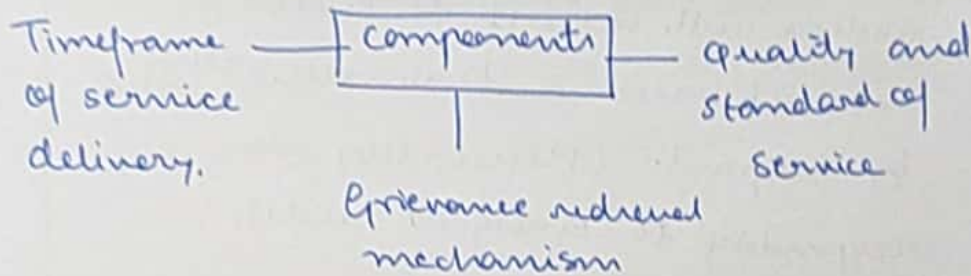 Timeframe
of service
delivery.
components
quality and
standard of
service
Grievance redressal
mechanism